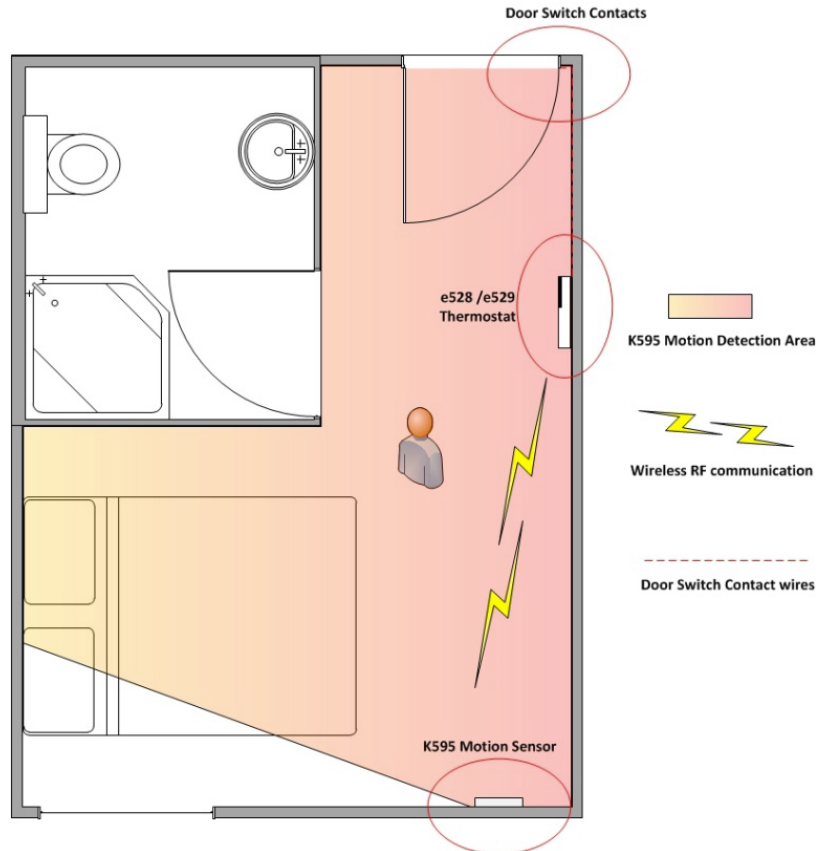 Door Switch Contacts
e528 /e529
Thermostat
K595 Motion Detection Area
Wireless RF communication
Door Switch Contact wires
K595 Motion Sensor